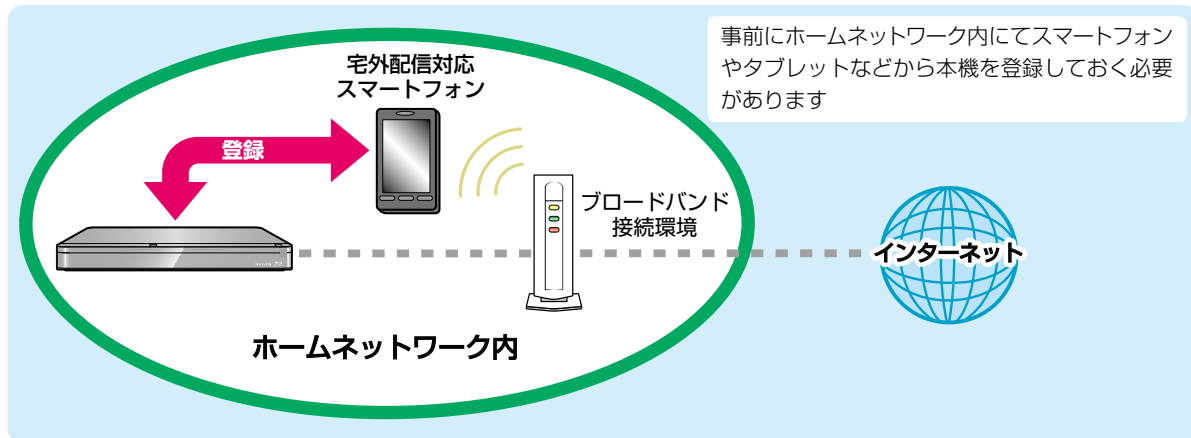 事前にホームネットワーク内にてスマートフォン
やタブレットなどから本機を登録しておく必要
があります
宅外配信対応
スマートフォン
登録
ブロードバンド
接続環境
インターネット
ホームネットワーク内